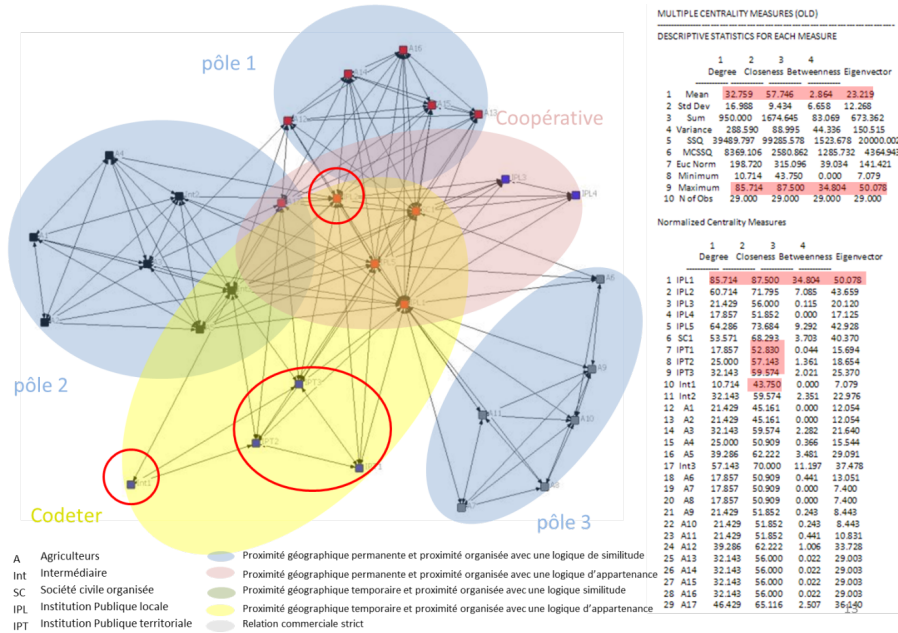 pôle 1
Coopérative
pôle 2
Codeter
pôle 3
A16
A14
A15
A13
A12
A4
Int3
IPL3
IPL4
A6
A9
A10
A11
IPT3
IPT2
Int1
A Agriculteurs
Int Intermédiaire
SC Société civile organisée
IPL Institution Publique locale
IPT Institution Publique territoriale
Proximité géographique permanente et proximité organisée avec une logique de similitude
Proximité géographique permanente et proximité organisée avec une logique d'appartenance
Proximité géographique temporaire et proximité organisée avec une logique similitude
Proximité géographique temporaire et proximité organisée avec une logique d'appartenance
Relation commerciale strict
MULTIPLE CENTRALITY MEASURES (OLD)
DESCRIPTIVE STATISTICS FOR EACH MEASURE
1 2 3 4
Degree Closeness Betweenness Eigenvector
1 Mean 32.759 57.746 2.864 23.219
2 Std Dev 16.988 9.434 6.658 12.268
3 Sum 950.000 1674.645 83.069 673.362
4 Variance 288.590 88.995 44.336 150.515
5 SSQ 39489.797 99285.578 1523.678 20000.002
6 MCSSQ 8369.106 2580.862 1285.732 4364.943
7 Euc Norm 198.720 315.096 39.034 141.421
8 Minimum 10.714 43.750 0.000 7.079
9 Maximum 85.714 87.500 34.804 50.078
10 N of Obs 29.000 29.000 29.000 29.000
Normalized Centrality Measures
1 2 3 4
Degree Closeness Betweenness Eigenvector
1 IPL1 85.714 87.500 34.804 50.078
2 IPL2 60.714 71.795 7.085 43.659
3 IPL3 21.429 56.000 0.115 20.120
4 IPL4 17.857 51.852 0.000 17.125
5 IPL5 64.286 73.684 9.292 42.928
6 SC1 53.571 68.293 3.703 40.370
7 IPT1 17.857 52.830 0.044 15.694
8 IPT2 25.000 57.143 1.361 18.654
9 IPT3 32.143 59.574 2.021 25.370
10 Int1 10.714 43.750 0.000 7.079
11 Int2 32.143 59.574 2.351 22.976
12 A1 21.429 45.161 0.000 12.054
13 A2 21.429 45.161 0.000 12.054
14 A3 32.143 59.574 2.282 21.640
15 A4 25.000 50.909 0.366 15.544
16 A5 39.286 62.222 3.481 29.091
17 Int3 57.143 70.000 11.197 37.478
18 A6 17.857 50.909 0.441 13.051
19 A7 17.857 50.909 0.000 7.400
20 A8 17.857 50.909 0.000 7.400
21 A9 21.429 51.852 0.243 8.443
22 A10 21.429 51.852 0.243 8.443
23 A11 21.429 51.852 0.441 10.831
24 A12 39.286 62.222 1.006 33.728
25 A13 32.143 56.000 0.022 29.003
26 A14 32.143 56.000 0.022 29.003
27 A15 32.143 56.000 0.022 29.003
28 A16 32.143 56.000 0.022 29.003
29 A17 46.429 65.116 2.507 36.140